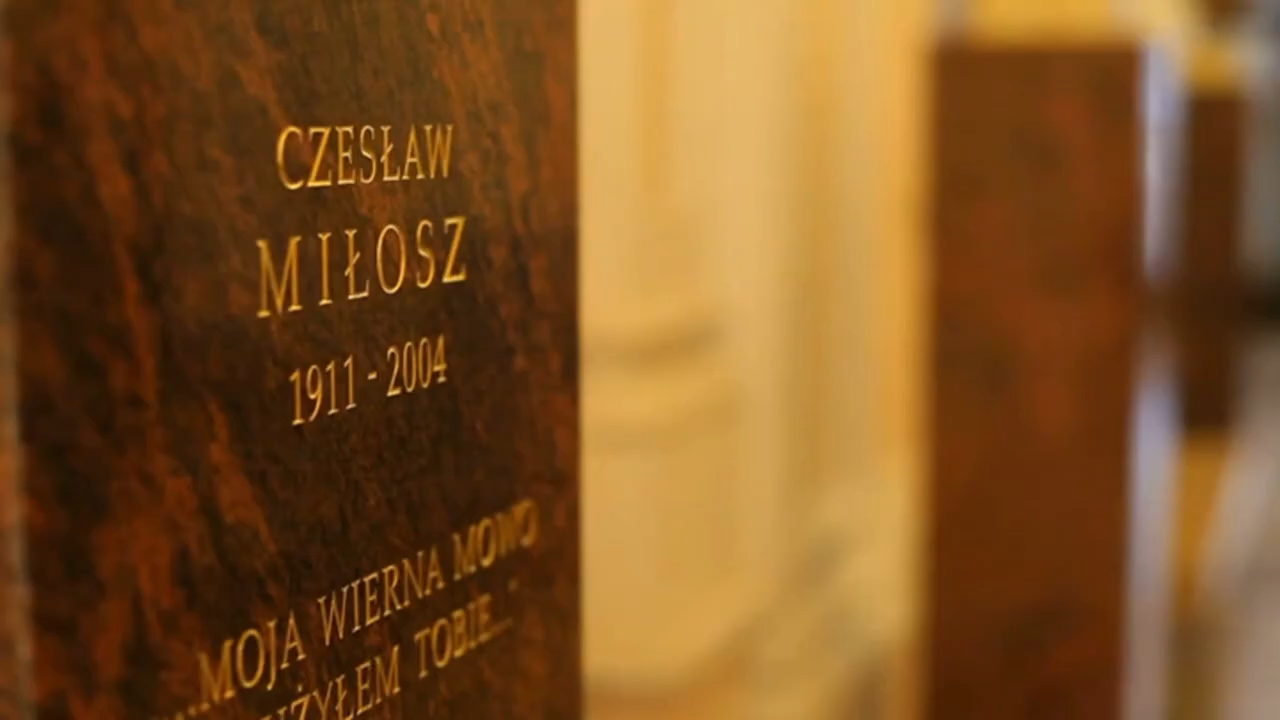 CZESŁAW
MIŁOSZ
1911 - 2004
...MOJA WIERNA MOWO
TOBIE..."